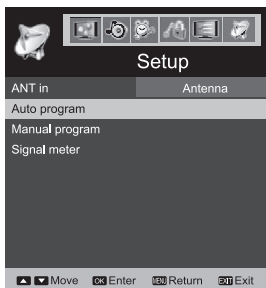 Setup
ANT in Antenna
Auto program
Manual program
Signal meter
Move OK Enter MENU Return EXIT Exit